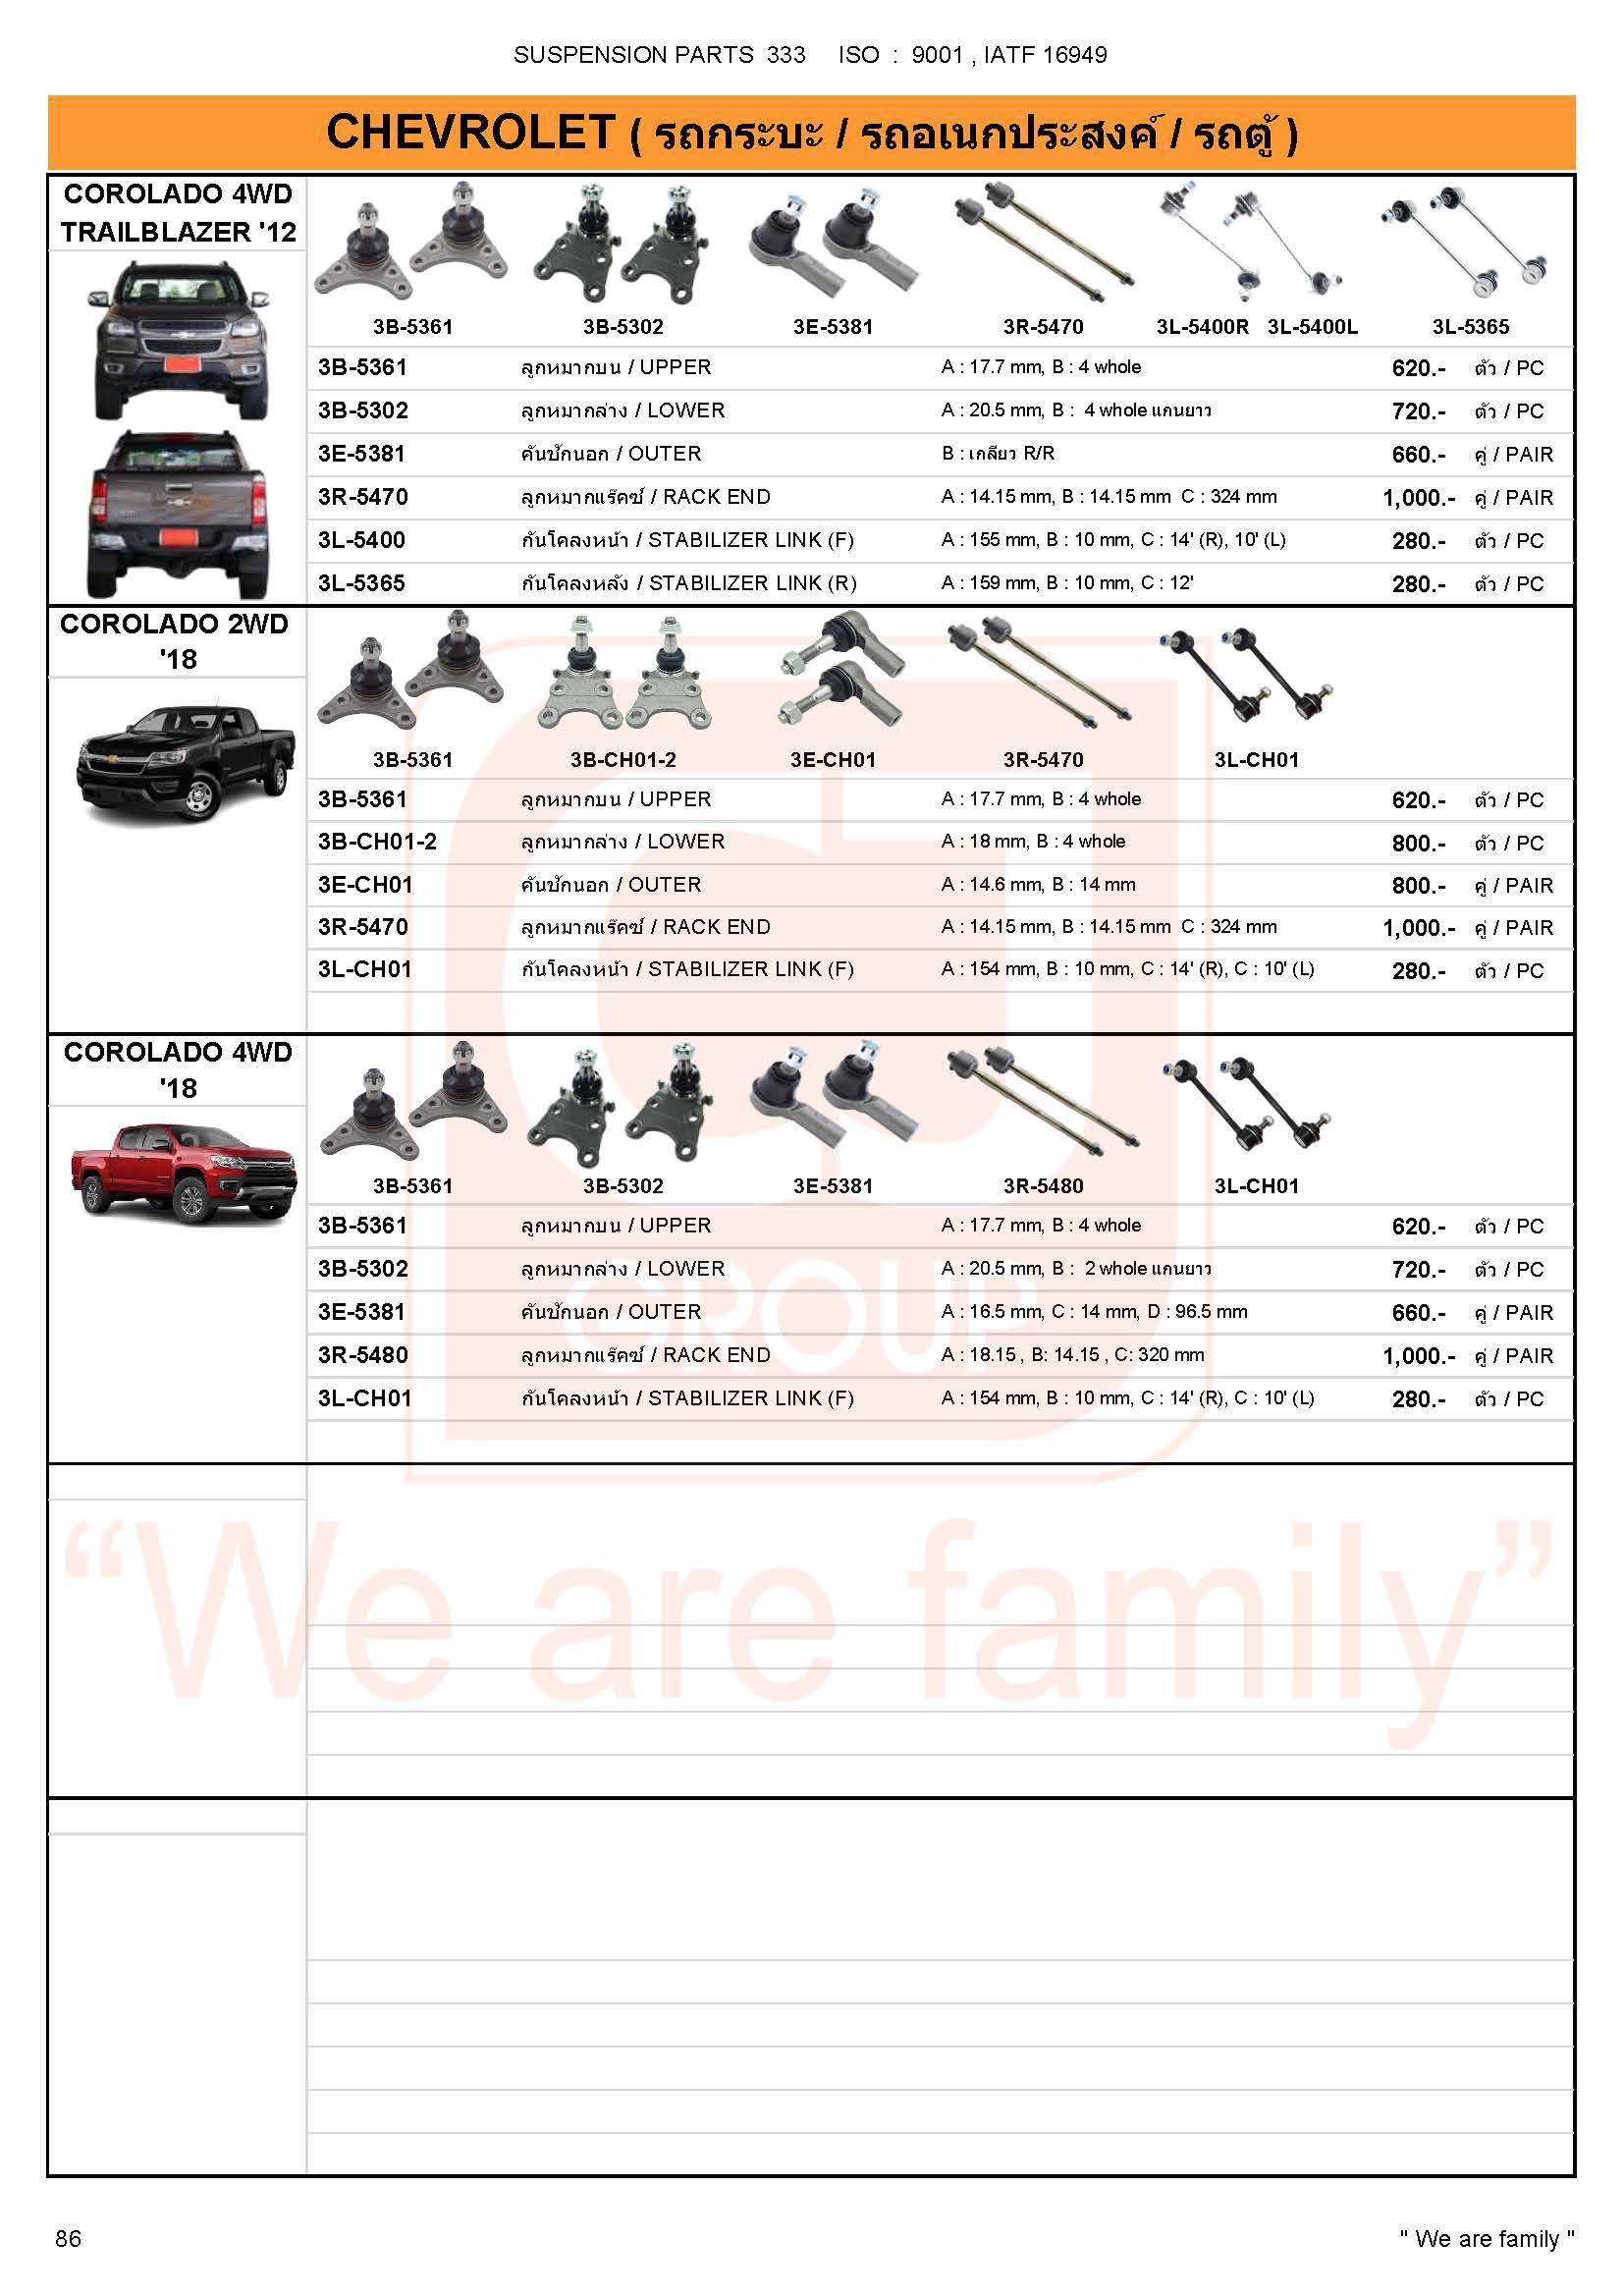 SUSPENSION PARTS 333 ISO : 9001 , IATF 16949
CHEVROLET ( รถกระบะ / รถอเนกประสงค์ / รถตู้ )
COROLADO 4WD
TRAILBLAZER '12
3B-5361 3B-5302 3E-5381 3R-5470 3L-5400R 3L-5400L 3L-5365
3B-5361 ลูกหมากบน / UPPER A : 17.7 mm, B : 4 whole 620.- ตัว / PC
3B-5302 ลูกหมากล่าง / LOWER A : 20.5 mm, B : 4 whole แกนยาว 720.- ตัว / PC
3E-5381 คันชักนอก / OUTER B : เกลียว R/R 660.- คู่ / PAIR
3R-5470 ลูกหมากแร๊คซ์ / RACK END A : 14.15 mm, B : 14.15 mm C : 324 mm 1,000.- คู่ / PAIR
3L-5400 กันโคลงหน้า / STABILIZER LINK (F) A : 155 mm, B : 10 mm, C : 14' (R), 10' (L) 280.- ตัว / PC
3L-5365 กันโคลงหลัง / STABILIZER LINK (R) A : 159 mm, B : 10 mm, C : 12' 280.- ตัว / PC
COROLADO 2WD
'18
3B-5361 3B-CH01-2 3E-CH01 3R-5470 3L-CH01
3B-5361 ลูกหมากบน / UPPER A : 17.7 mm, B : 4 whole 620.- ตัว / PC
3B-CH01-2 ลูกหมากล่าง / LOWER A : 18 mm, B : 4 whole 800.- ตัว / PC
3E-CH01 คันชักนอก / OUTER A : 14.6 mm, B : 14 mm 800.- คู่ / PAIR
3R-5470 ลูกหมากแร๊คซ์ / RACK END A : 14.15 mm, B : 14.15 mm C : 324 mm 1,000.- คู่ / PAIR
3L-CH01 กันโคลงหน้า / STABILIZER LINK (F) A : 154 mm, B : 10 mm, C : 14' (R), C : 10' (L) 280.- ตัว / PC
COROLADO 4WD
'18
3B-5361 3B-5302 3E-5381 3R-5480 3L-CH01
3B-5361 ลูกหมากบน / UPPER A : 17.7 mm, B : 4 whole 620.- ตัว / PC
3B-5302 ลูกหมากล่าง / LOWER A : 20.5 mm, B : 2 whole แกนยาว 720.- ตัว / PC
3E-5381 คันชักนอก / OUTER A : 16.5 mm, C : 14 mm, D : 96.5 mm 660.- คู่ / PAIR
3R-5480 ลูกหมากแร๊คซ์ / RACK END A : 18.15 , B: 14.15 , C: 320 mm 1,000.- คู่ / PAIR
3L-CH01 กันโคลงหน้า / STABILIZER LINK (F) A : 154 mm, B : 10 mm, C : 14' (R), C : 10' (L) 280.- ตัว / PC
GROUP
“We are family”
86 " We are family "